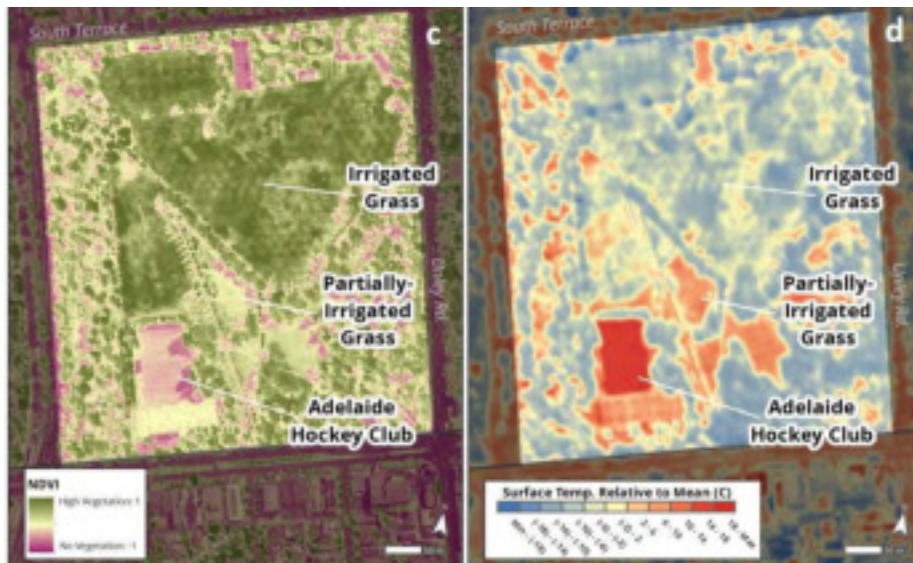 South Terrace
c
Irrigated
Grass
Partially-
Irrigated
Grass
Adelaide
Hockey Club
NDVI
High Vegetation: 1
No Vegetation: -1
South Terrace
d
Irrigated
Grass
Partially-
Irrigated
Grass
Adelaide
Hockey Club
Surface Temp. Relative to Mean (C)